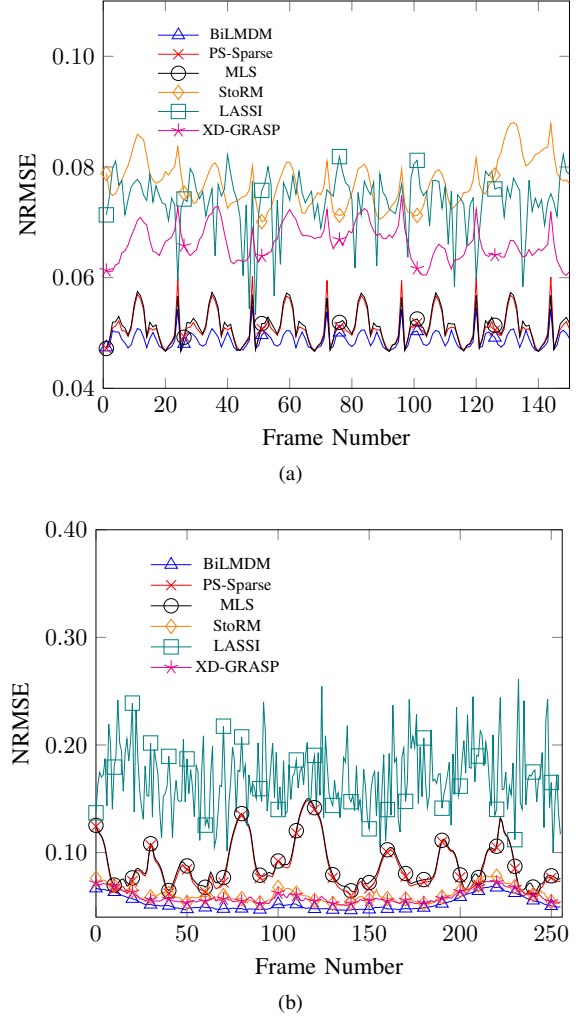 0.10
0.08
0.06
0.04
NRMSE
BiLMDM
PS-Sparse
MLS
StoRM
LASSI
XD-GRASP
0 20 40 60 80 100 120 140
Frame Number
(a)
0.40
0.30
0.20
0.10
NRMSE
BiLMDM
PS-Sparse
MLS
StoRM
LASSI
XD-GRASP
0 50 100 150 200 250
Frame Number
(b)